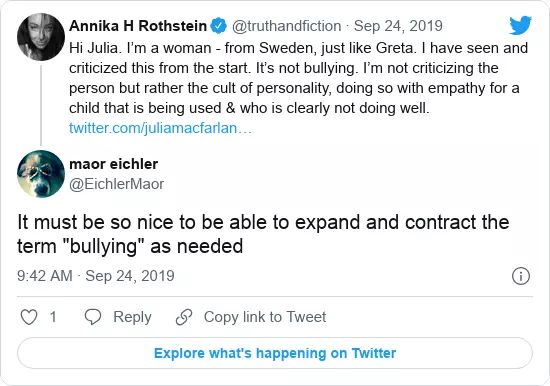 Annika H Rothstein @truthandfiction · Sep 24, 2019
Hi Julia. I’m a woman - from Sweden, just like Greta. I have seen and
criticized this from the start. It’s not bullying. I’m not criticizing the
person but rather the cult of personality, doing so with empathy for a
child that is being used & who is clearly not doing well.
twitter.com/juliamacfarlan…
maor eichler
@EichlerMaor
It must be so nice to be able to expand and contract the
term "bullying" as needed
9:42 AM · Sep 24, 2019
1 Reply Copy link to Tweet
Explore what's happening on Twitter